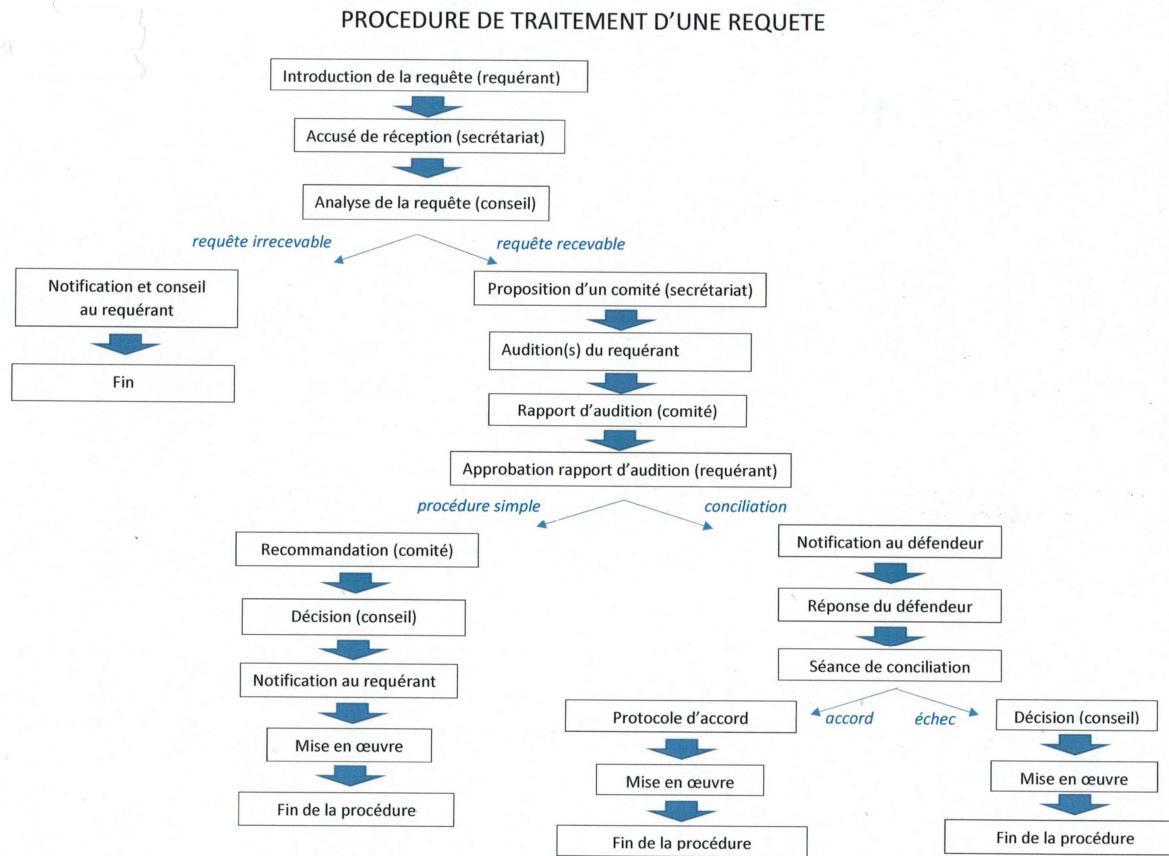 PROCEDURE DE TRAITEMENT D'UNE REQUETE
Introduction de la requête (requérant)
Accusé de réception (secrétariat)
Analyse de la requête (conseil)
requête irrecevable
requête recevable
Notification et conseil
au requérant
Fin
Proposition d'un comité (secrétariat)
Audition(s) du requérant
Rapport d'audition (comité)
Approbation rapport d'audition (requérant)
procédure simple
conciliation
Recommandation (comité)
Décision (conseil)
Notification au requérant
Mise en œuvre
Fin de la procédure
Notification au défendeur
Réponse du défendeur
Séance de conciliation
accord
échec
Protocole d'accord
Mise en œuvre
Fin de la procédure
Décision (conseil)
Mise en œuvre
Fin de la procédure